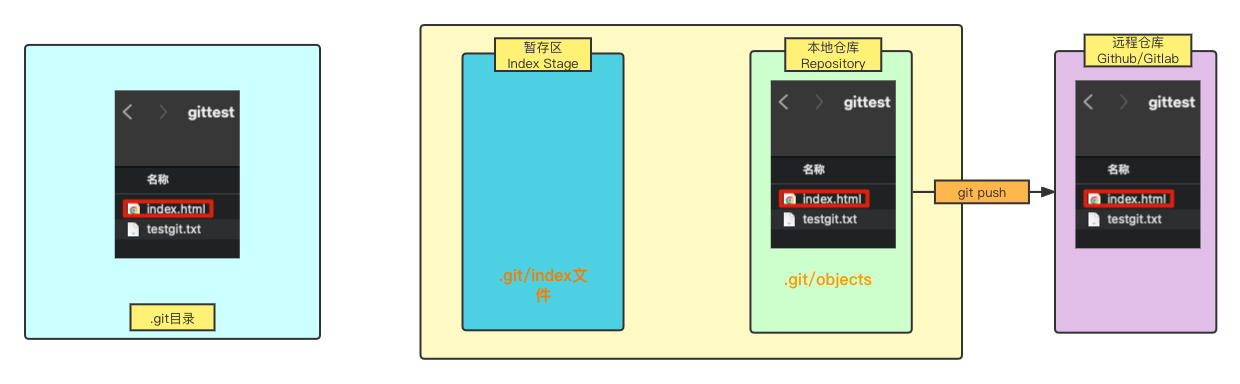 gittest
名称
index.html
testgit.txt
.git目录
暂存区
Index Stage
.git/index文
件
本地仓库
Repository
gittest
名称
index.html
testgit.txt
.git/objects
git push
远程仓库
Github/Gitlab
gittest
名称
index.html
testgit.txt